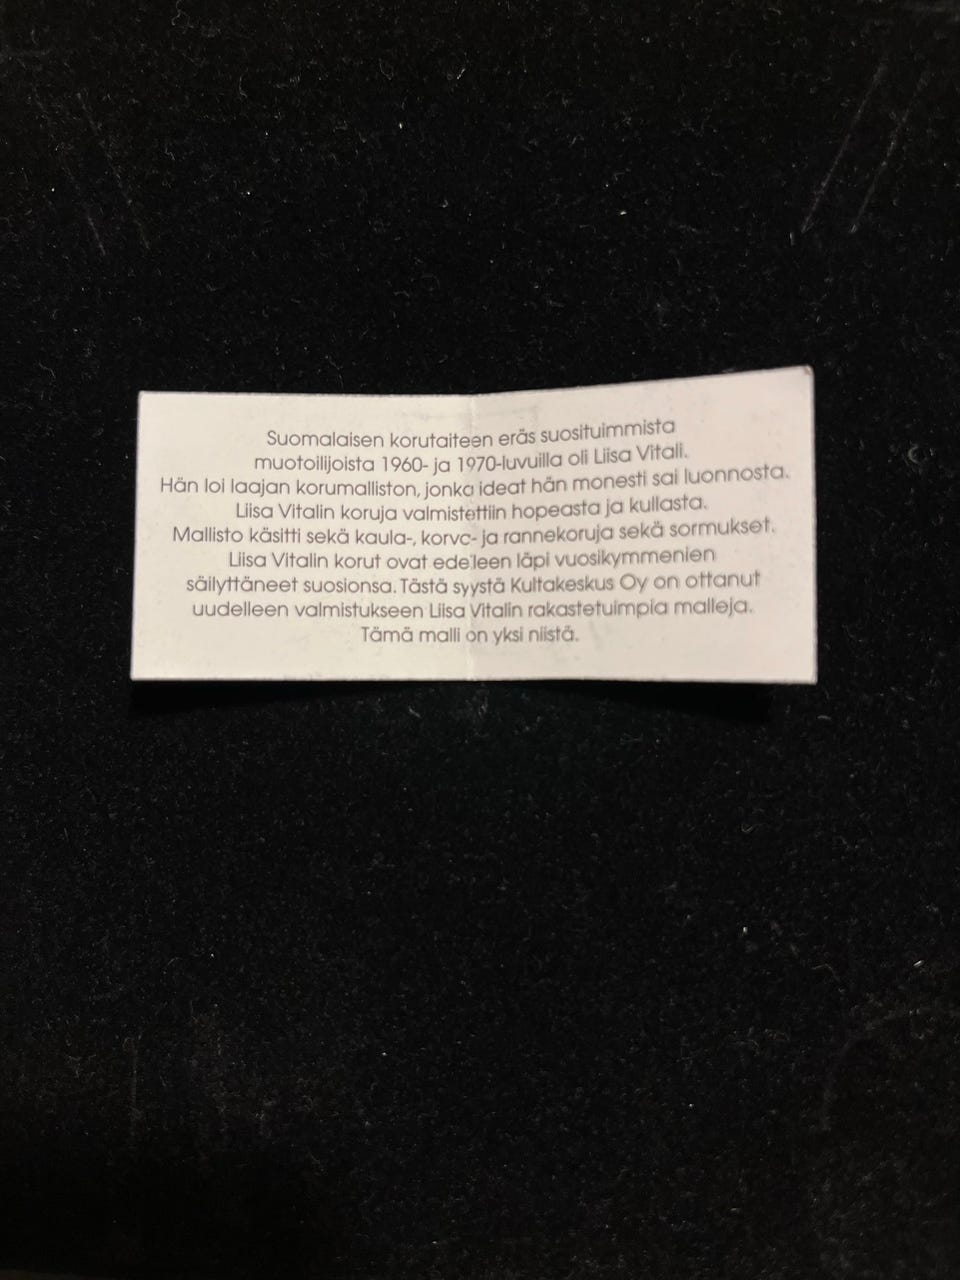 Suomalaisen korutaiteen eräs suosituimmista
muotoilijoista 1960- ja 1970-luvuilla oli Liisa Vitali.
Hän loi laajan korumalliston, jonka ideat hän monesti sai luonnosta.
Liisa Vitalin koruja valmistettiin hopeasta ja kullasta.
Mallisto käsitti sekä kaula-, korva- ja rannekoruja sekä sormukset.
Liisa Vitalin korut ovat edelleen läpi vuosikymmenien
säilyttäneet suosionsa. Tästä syystä Kultakeskus Oy on ottanut
uudelleen valmistukseen Liisa Vitalin rakastetuimpia malleja.
Tämä malli on yksi niistä.